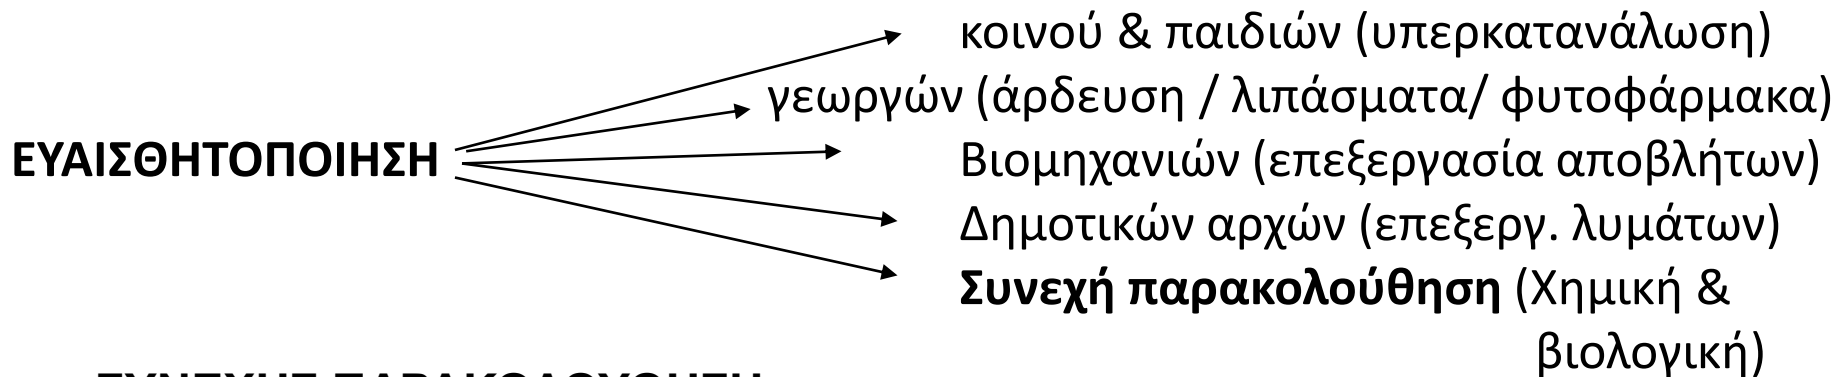 κοινού & παιδιών (υπερκατανάλωση)
γεωργών (άρδευση / λιπάσματα/ φυτοφάρμακα)
ΕΥΑΙΣΘΗΤΟΠΟΙΗΣΗ
Βιομηχανιών (επεξεργασία αποβλήτων)
Δημοτικών αρχών (επεξεργ. λυμάτων)
Συνεχή παρακολούθηση (Χημική &
βιολογική)